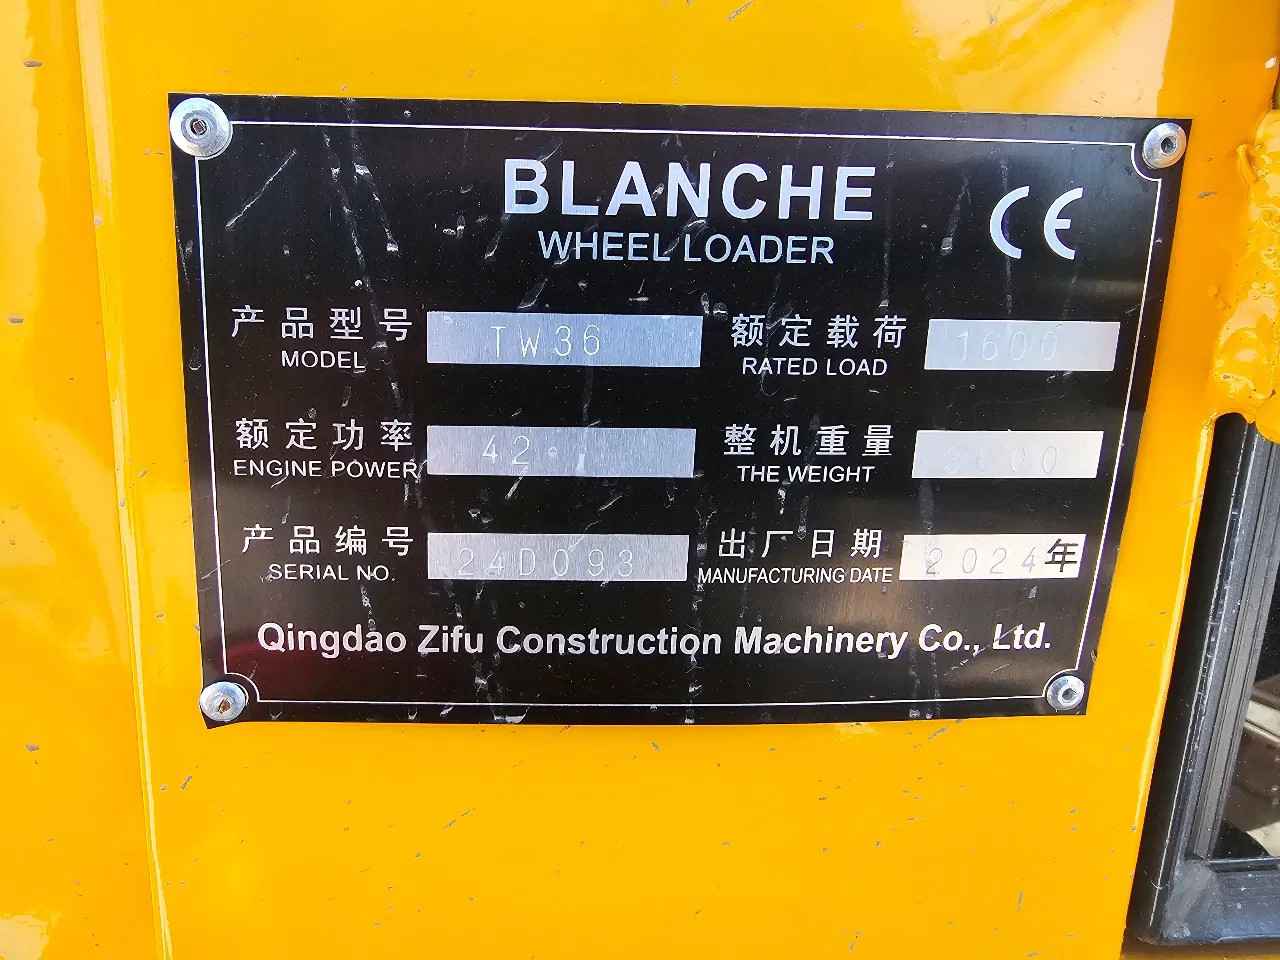 BLANCHE
WHEEL LOADER
CE
产品型号 TW36 额定载荷 1600
MODEL RATED LOAD
额定功率 42 整机重量
ENGINE POWER THE WEIGHT
产品编号 24D093 出厂日期 2024年
SERIAL NO. MANUFACTURING DATE
Qingdao Zifu Construction Machinery Co., Ltd.